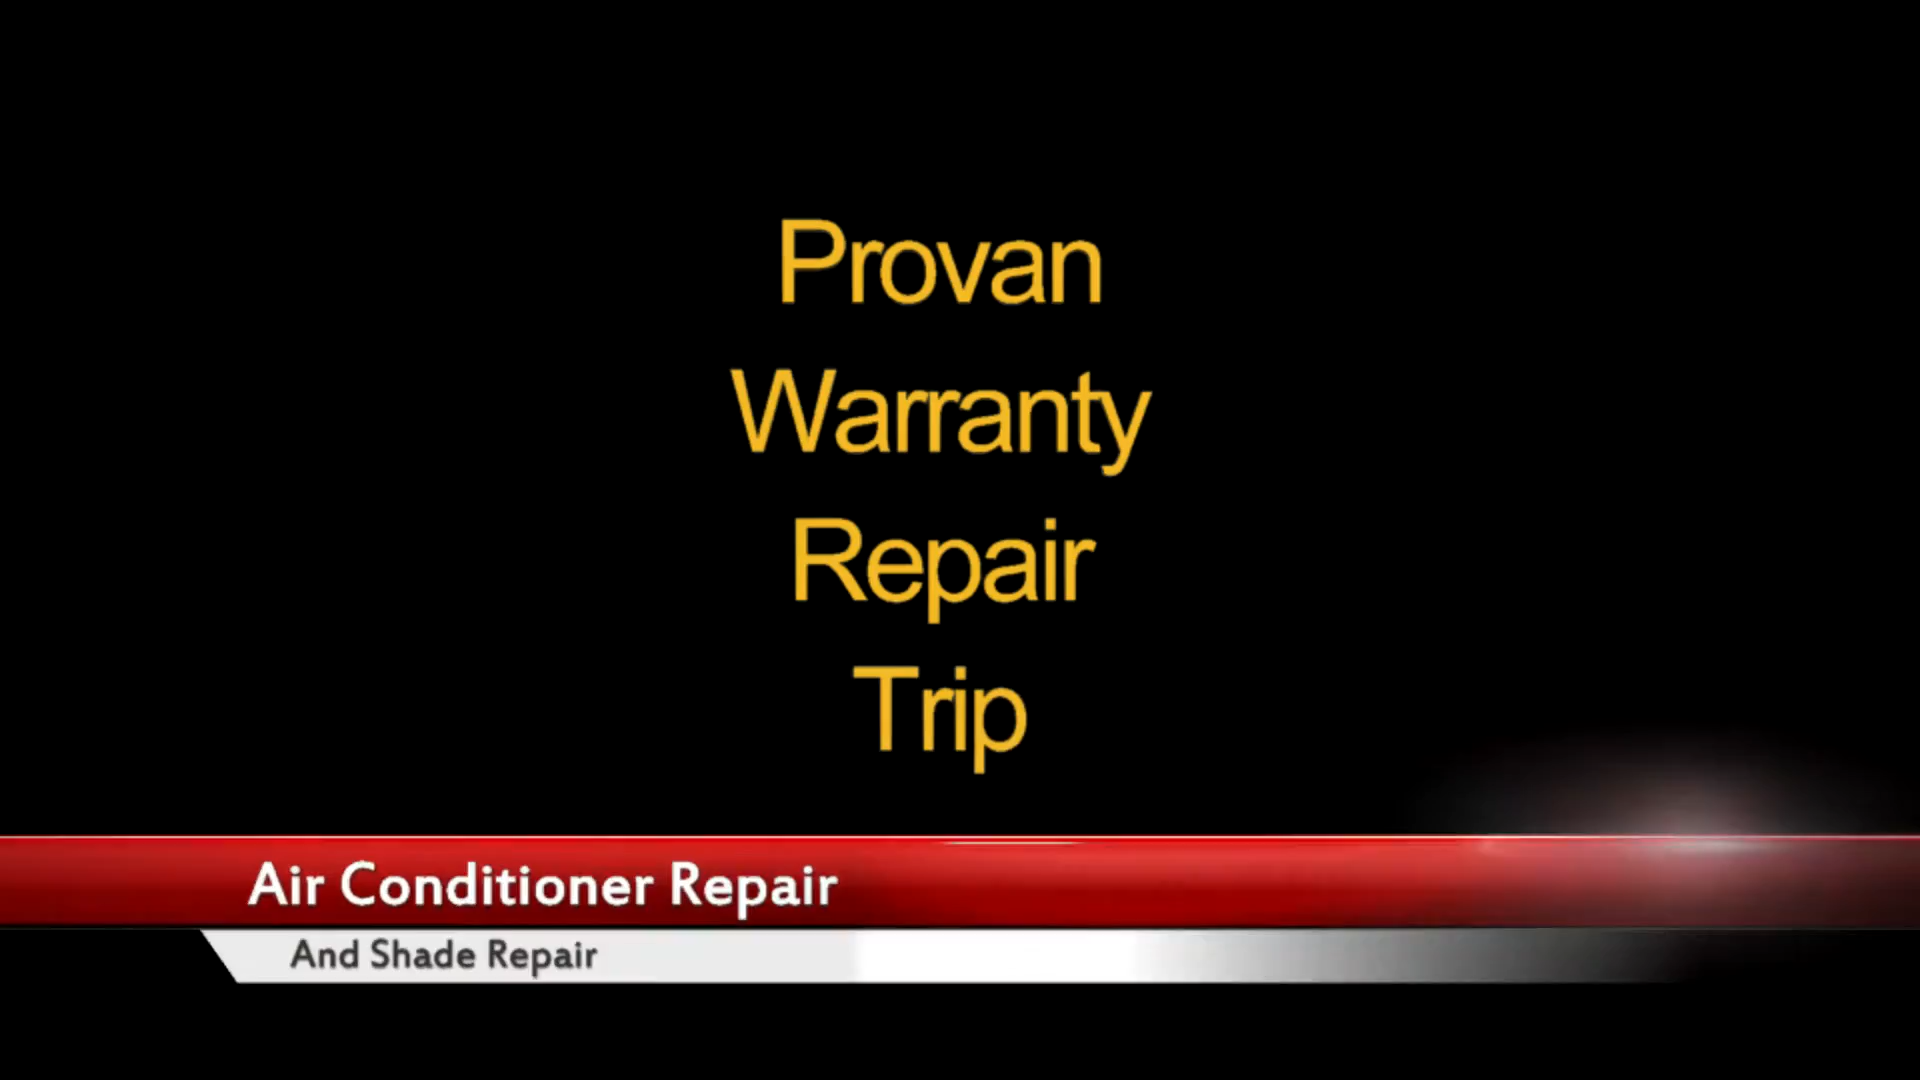 Provan
Warranty
Repair
Trip
Air Conditioner Repair
And Shade Repair